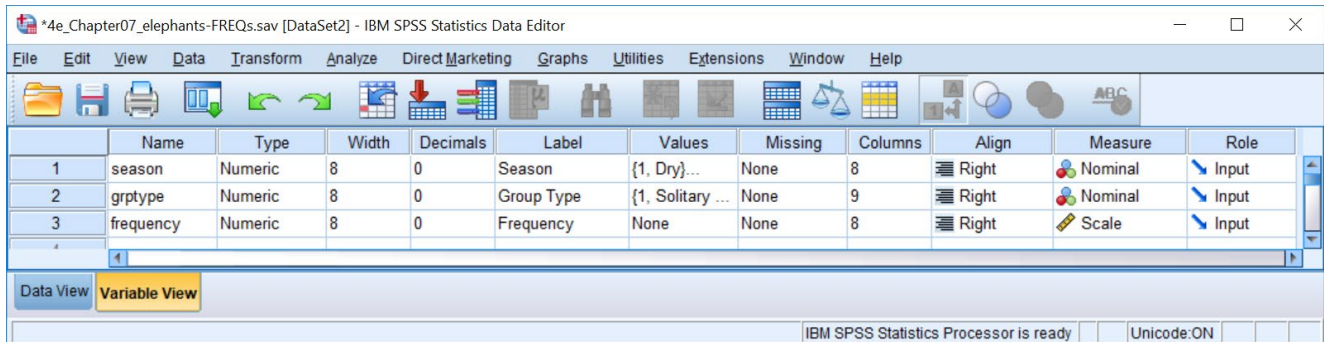 *4e_Chapter07_elephants-FREQs.sav [DataSet2] - IBM SPSS Statistics Data Editor
File Edit View Data Transform Analyze Direct Marketing Graphs Utilities Extensions Window Help
Name Type Width Decimals Label Values Missing Columns Align Measure Role
1 season Numeric 8 0 Season {1, Dry}... None 8 Right Nominal Input
2 grptype Numeric 8 0 Group Type {1, Solitary ... None 9 Right Nominal Input
3 frequency Numeric 8 0 Frequency None None 8 Right Scale Input
Data View Variable View
IBM SPSS Statistics Processor is ready Unicode:ON